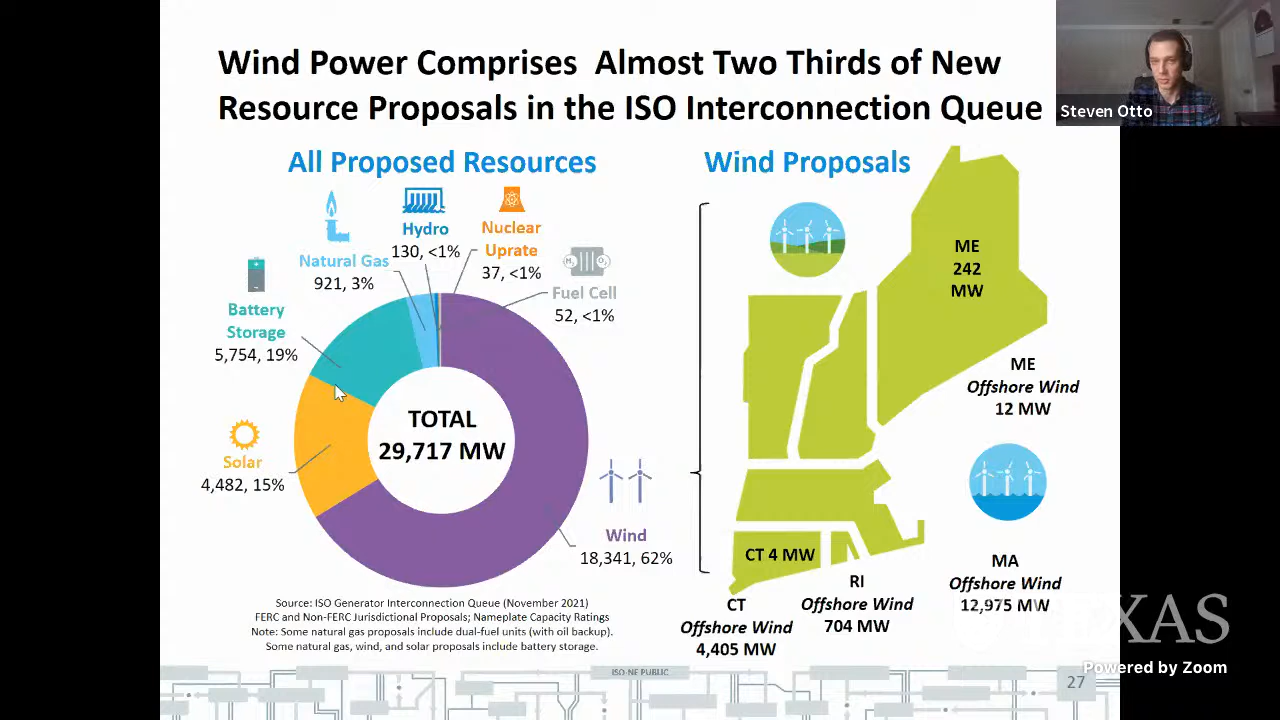 Wind Power Comprises Almost Two Thirds of New
Resource Proposals in the ISO Interconnection Queue
Steven Otto
All Proposed Resources
Wind Proposals
Hydro
130, <1%
Nuclear
Uprate
37, <1%
Natural Gas
921, 3%
H₂
O₂
Fuel Cell
52, <1%
Battery
Storage
5,754, 19%
TOTAL
29,717 MW
Solar
4,482, 15%
Wind
18,341, 62%
ME
242
MW
ME
Offshore Wind
12 MW
CT 4 MW
MA
Offshore Wind
12,975 MW
RI
Offshore Wind
704 MW
CT
Offshore Wind
4,405 MW
Source: ISO Generator Interconnection Queue (November 2021)
FERC and Non-FERC Jurisdictional Proposals; Nameplate Capacity Ratings
Note: Some natural gas proposals include dual-fuel units (with oil backup).
Some natural gas, wind, and solar proposals include battery storage.
ISO-NE PUBLIC
27
TEXAS
Powered by Zoom